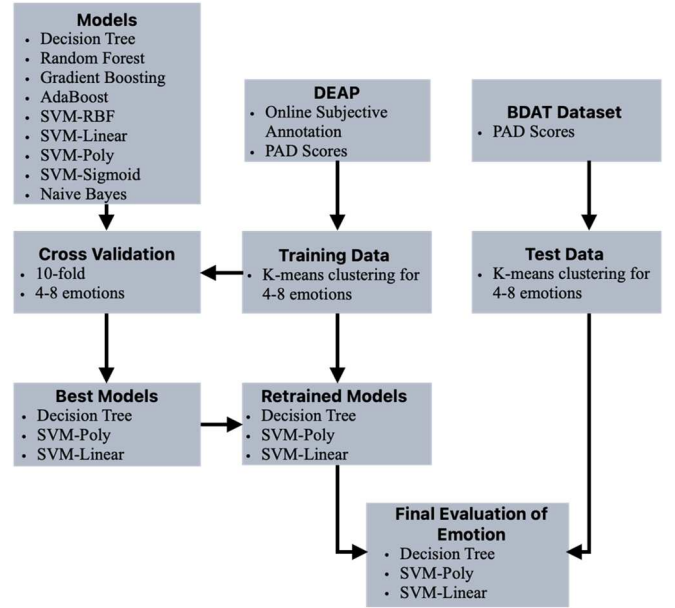 Models
• Decision Tree
• Random Forest
• Gradient Boosting
• AdaBoost
• SVM-RBF
• SVM-Linear
• SVM-Poly
• SVM-Sigmoid
• Naive Bayes
DEAP
• Online Subjective
Annotation
• PAD Scores
BDAT Dataset
• PAD Scores
Cross Validation
• 10-fold
• 4-8 emotions
Training Data
• K-means clustering for
4-8 emotions
Test Data
• K-means clustering for
4-8 emotions
Best Models
• Decision Tree
• SVM-Poly
• SVM-Linear
Retrained Models
• Decision Tree
• SVM-Poly
• SVM-Linear
Final Evaluation of
Emotion
• Decision Tree
• SVM-Poly
• SVM-Linear